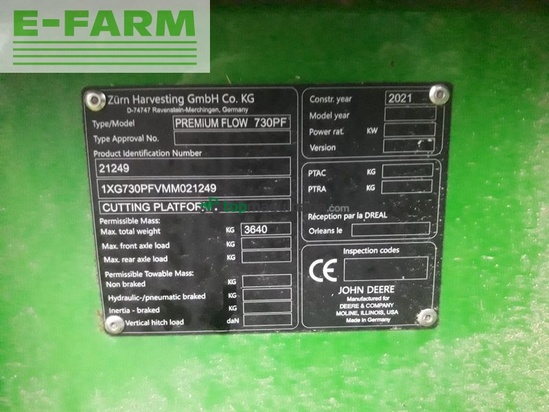 E-FARM
Zürn Harvesting GmbH Co. KG
D-74747 Ravenstein-Merchingen, Germany
Type/Model PREMIUM FLOW 730PF
Type Approval No.
Product Identification Number
21249
1XG730PFVMM021249
CUTTING PLATFORM
Permissible Mass:
Max. total weight KG 3640
Max. front axle load KG
Max. rear axle load KG
Permissible Towable Mass:
Non braked KG
Hydraulic-/pneumatic braked KG
Inertia - braked KG
Vertical hitch load daN
Constr. year 2021
Model year
Power rat. KW
Version
PTAC KG
PTRA KG
Réception par la DREAL
Orleans le
Inspection codes
CE
JOHN DEERE
Manufactured for
DEERE & COMPANY
MOLINE, ILLINOIS, USA
Made in Germany